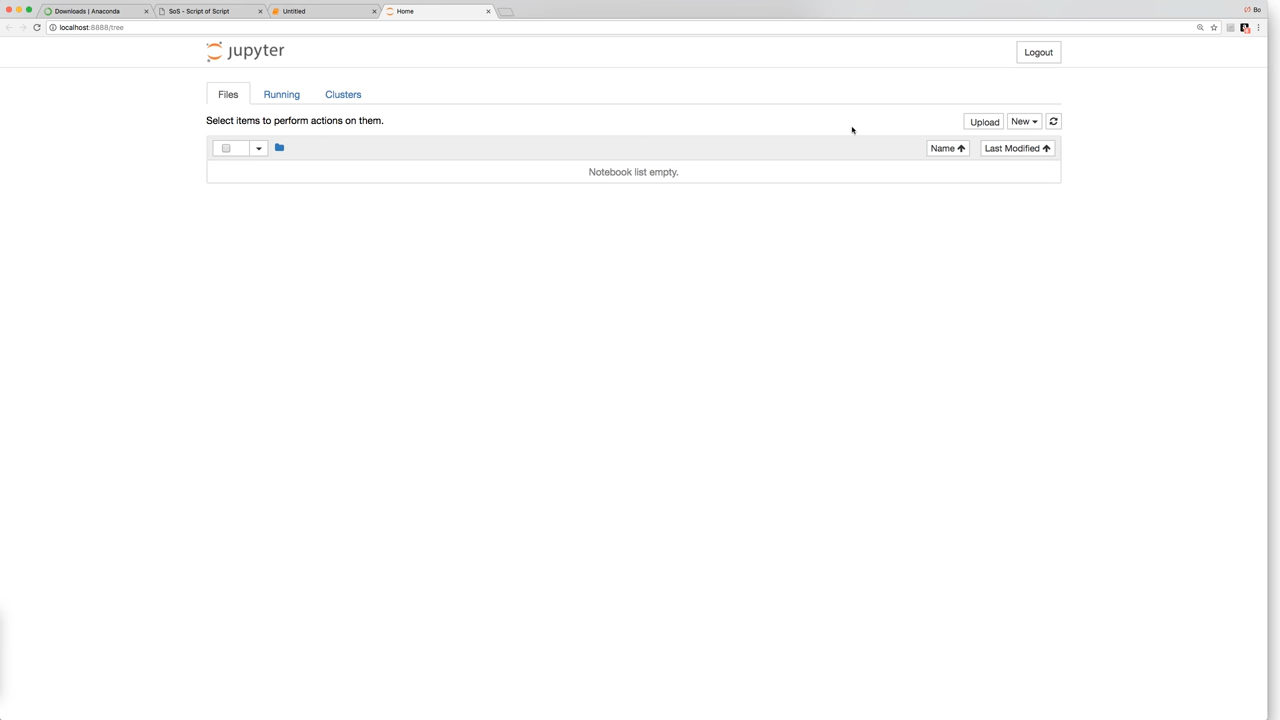 Downloads | Anaconda
SoS - Script of Script
Untitled
Home
Bo
localhost:8888/tree
jupyter
Logout
Files
Running
Clusters
Select items to perform actions on them.
Upload
New
Name
Last Modified
Notebook list empty.